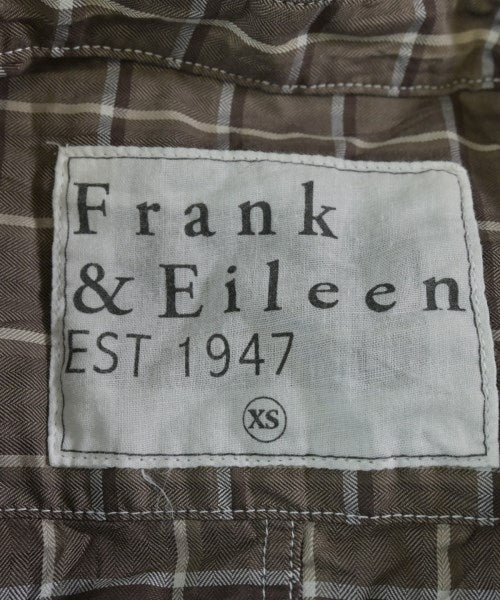 Frank
& Eileen
EST 1947
XS